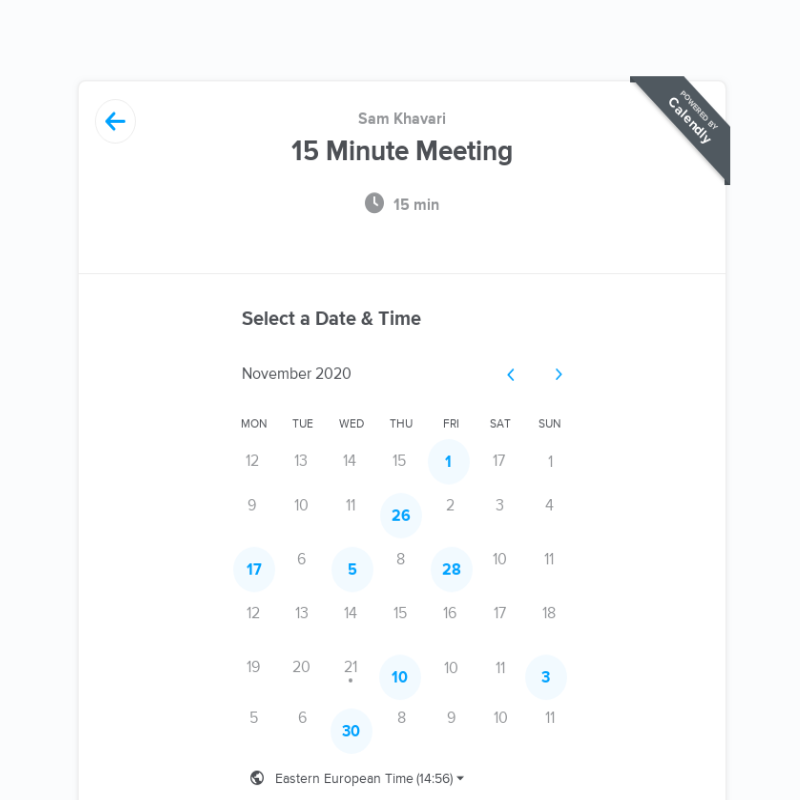 POWERED BY
Calendly
Sam Khavari
15 Minute Meeting
15 min
Select a Date & Time
November 2020
MON TUE WED THU FRI SAT SUN
12 13 14 15 1 17 1
9 10 11 26 2 3 4
17 6 5 8 28 10 11
12 13 14 15 16 17 18
19 20 21 10 10 11 3
5 6 30 8 9 10 11
Eastern European Time (14:56)